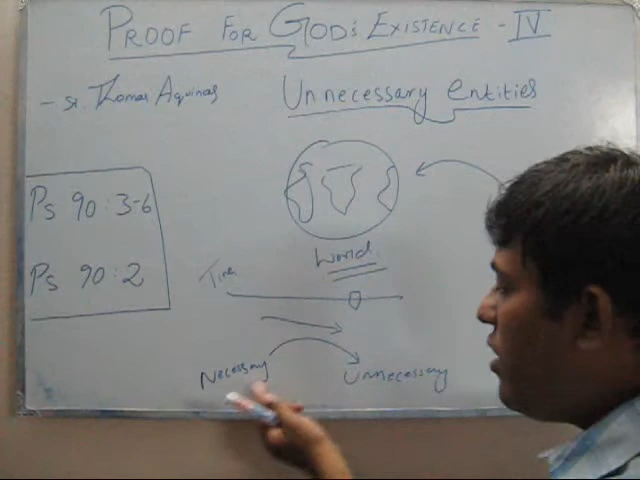 PROOF FOR GOD's EXISTENCE - IV
- St. Thomas Aquinas
Unnecessary entities
Ps 90:3-6
Ps 90:2
World
Time
Necessary
Unnecessary